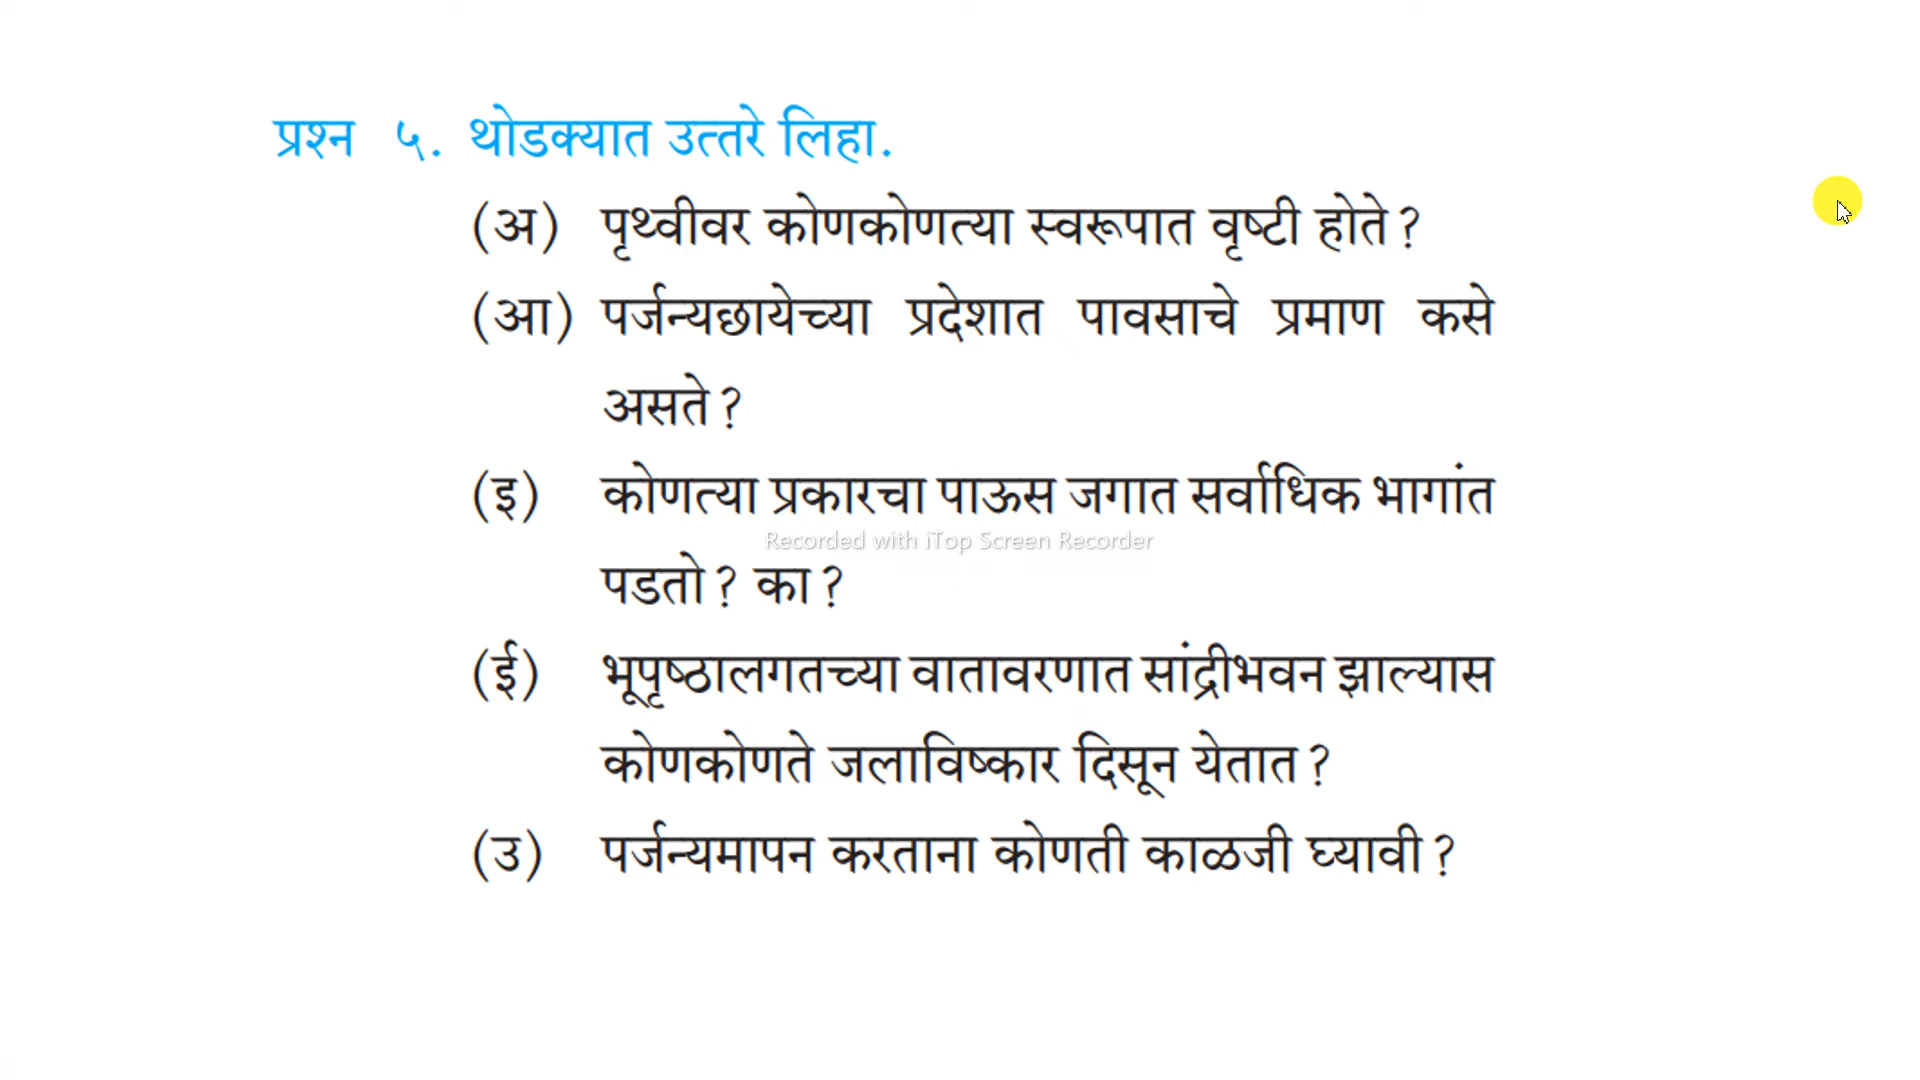 प्रश्न ५. थोडक्यात उत्तरे लिहा.
(अ) पृथ्वीवर कोणकोणत्या स्वरूपात वृष्टी होते?
(आ) पर्जन्यछायेच्या प्रदेशात पावसाचे प्रमाण कसे
असते?
(इ) कोणत्या प्रकारचा पाऊस जगात सर्वाधिक भागांत
Recorded with iTop Screen Recorder
पडतो? का?
(ई) भूपृष्ठालगतच्या वातावरणात सांद्रीभवन झाल्यास
कोणकोणते जलाविष्कार दिसून येतात?
(उ) पर्जन्यमापन करताना कोणती काळजी घ्यावी?